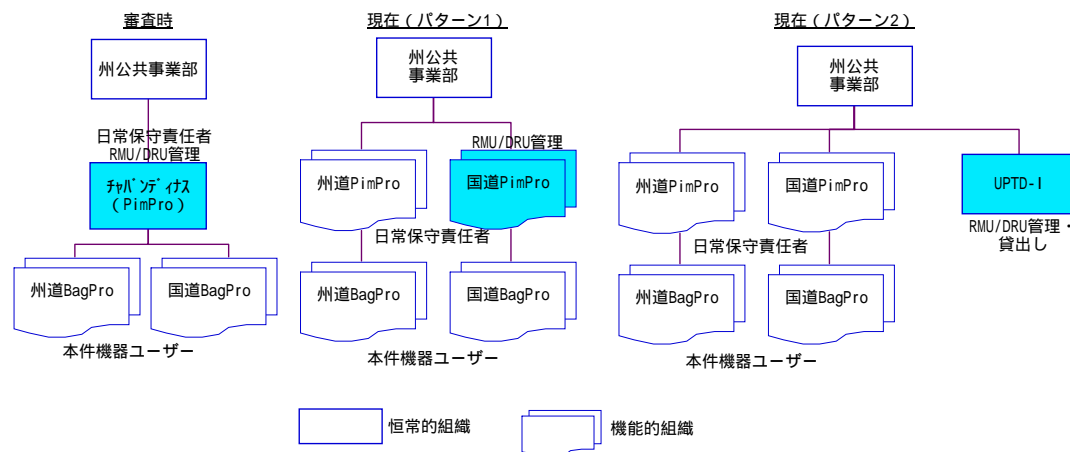 審査時
州公共事業部
日常保守責任者
RMU/DRU管理
ﾁｬﾊﾞﾝﾃﾞｨﾅｽ
(PimPro)
州道BagPro
国道BagPro
本件機器ユーザー
現在(パターン1)
州公共
事業部
RMU/DRU管理
州道PimPro
国道PimPro
日常保守責任者
州道BagPro
国道BagPro
本件機器ユーザー
現在(パターン2)
州公共
事業部
州道PimPro
国道PimPro
UPTD-I
RMU/DRU管理・
貸出し
日常保守責任者
州道BagPro
国道BagPro
本件機器ユーザー
恒常的組織
機能的組織